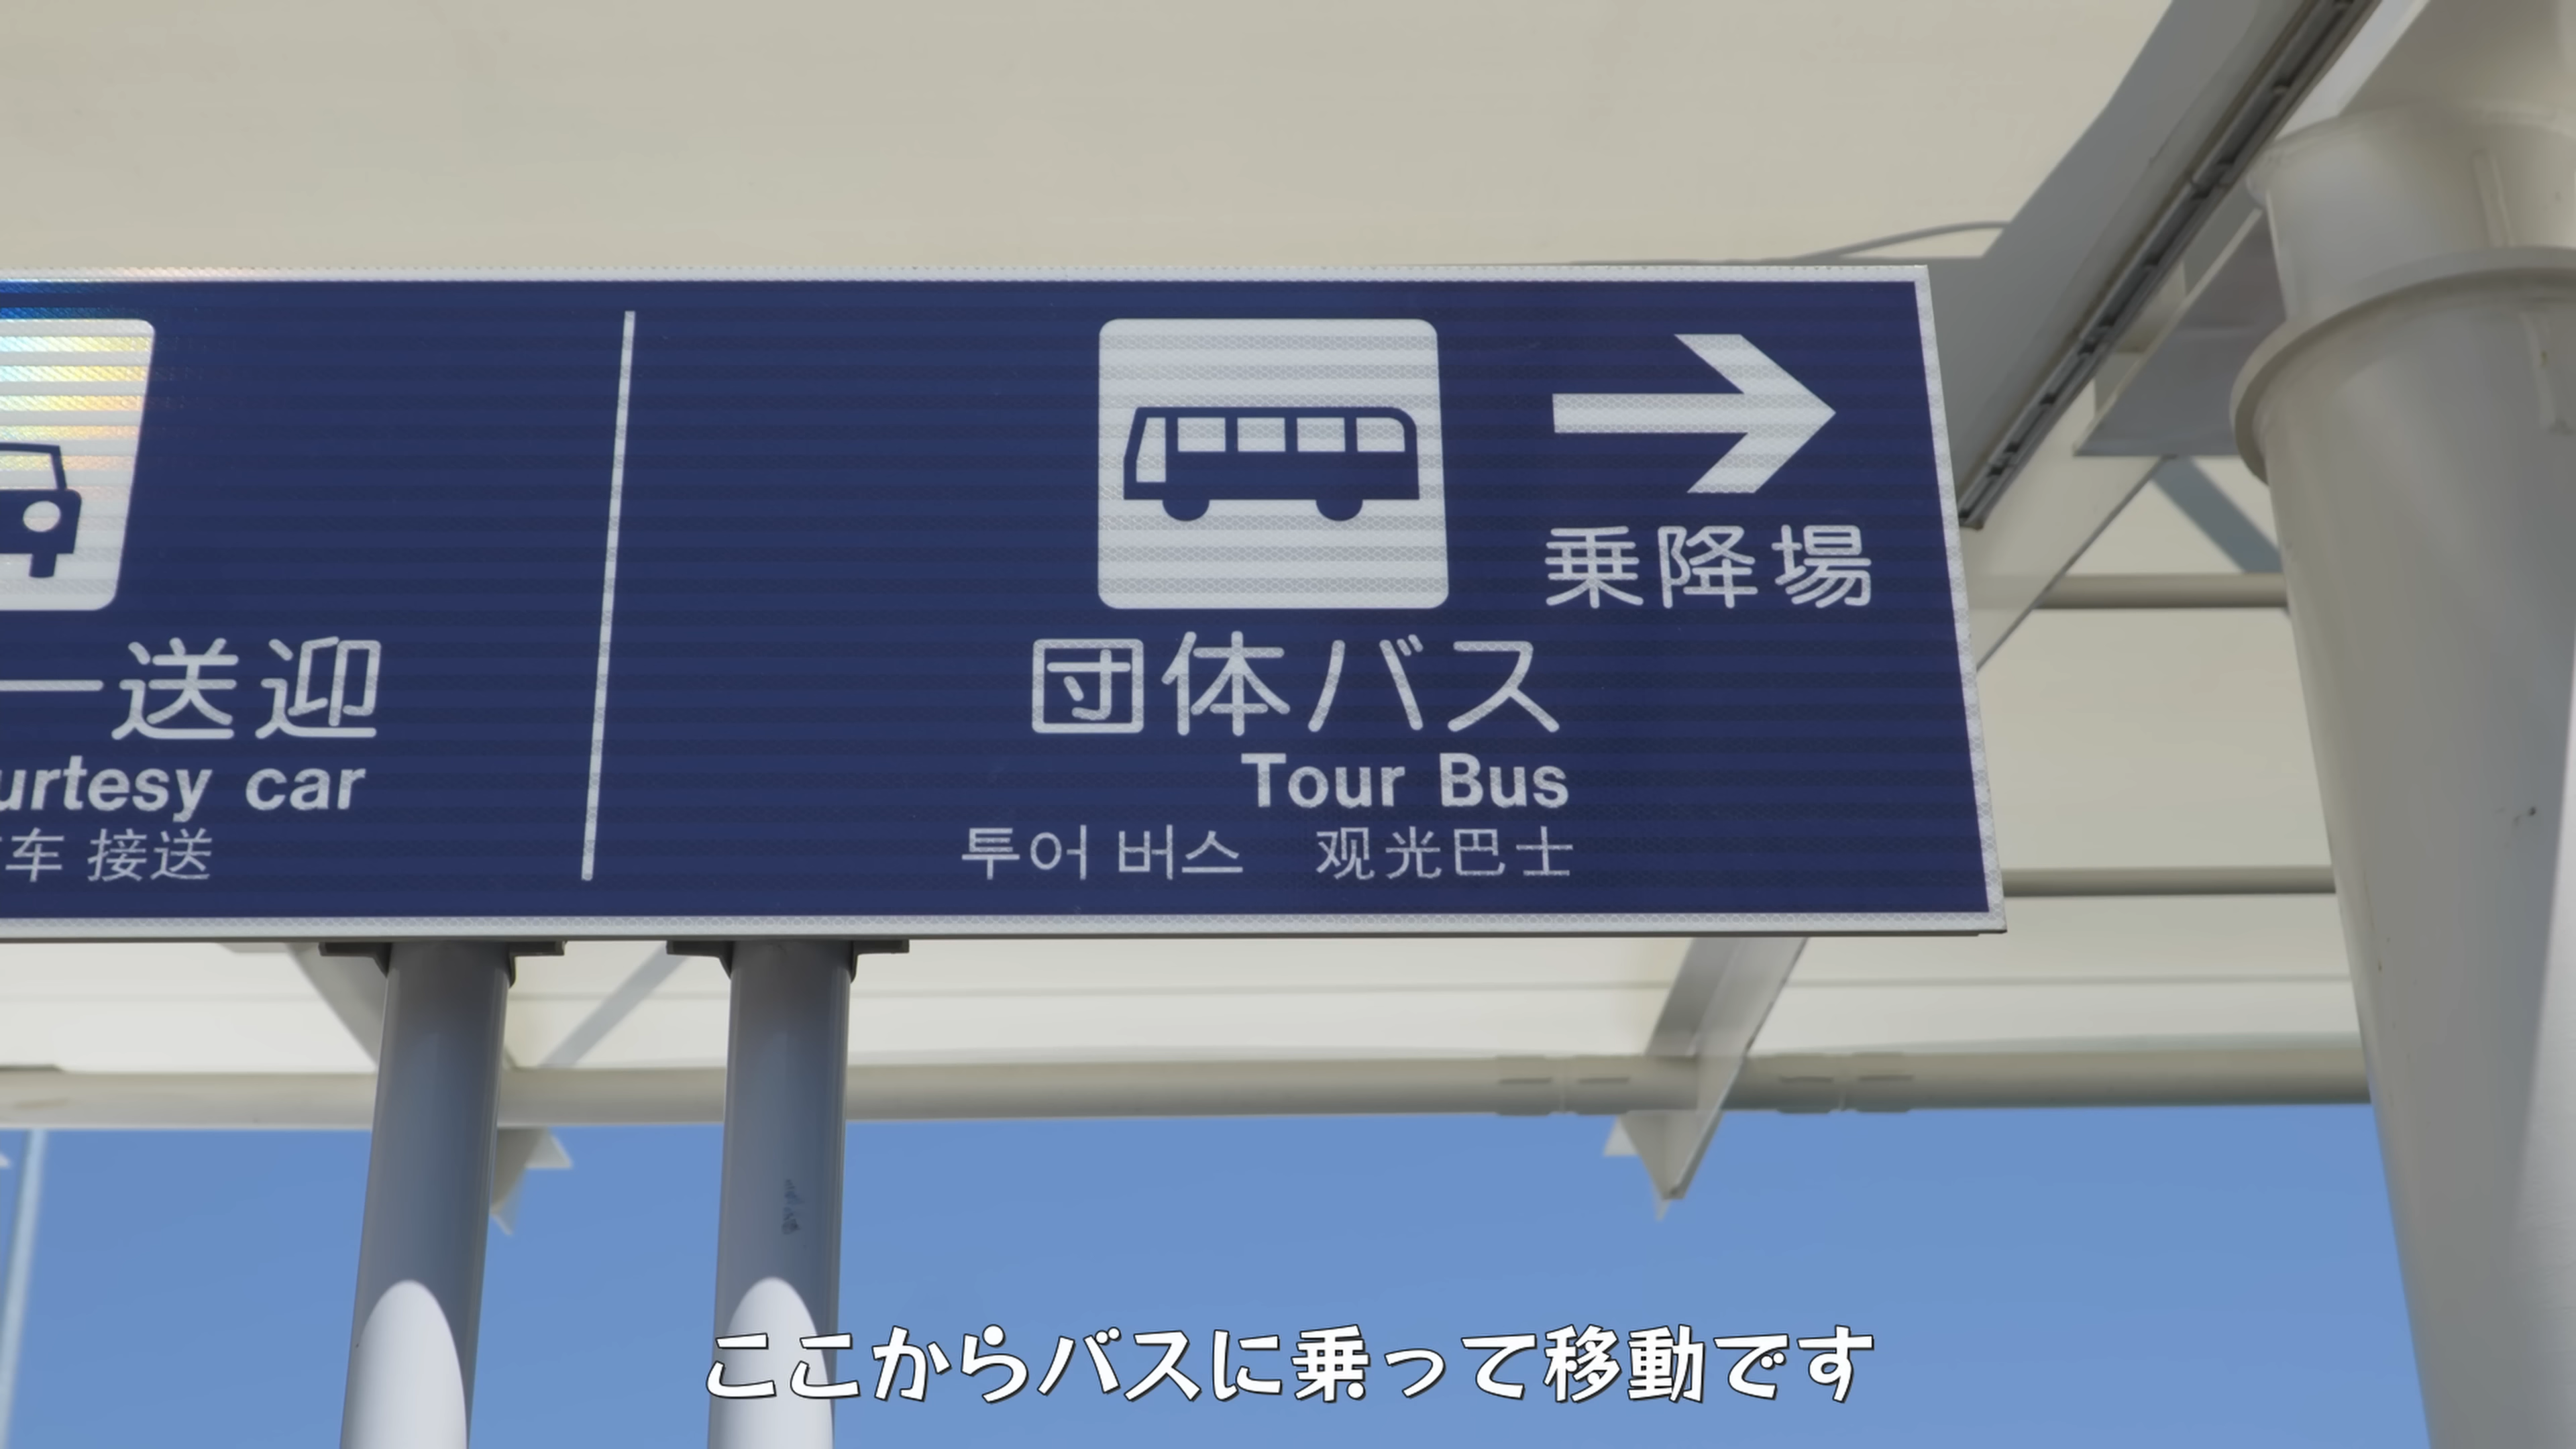 乗降場
ー送迎
urtesy car
车 接送
団体バス
Tour Bus
투어 버스 观光巴士
ここからバスに乗って移動です